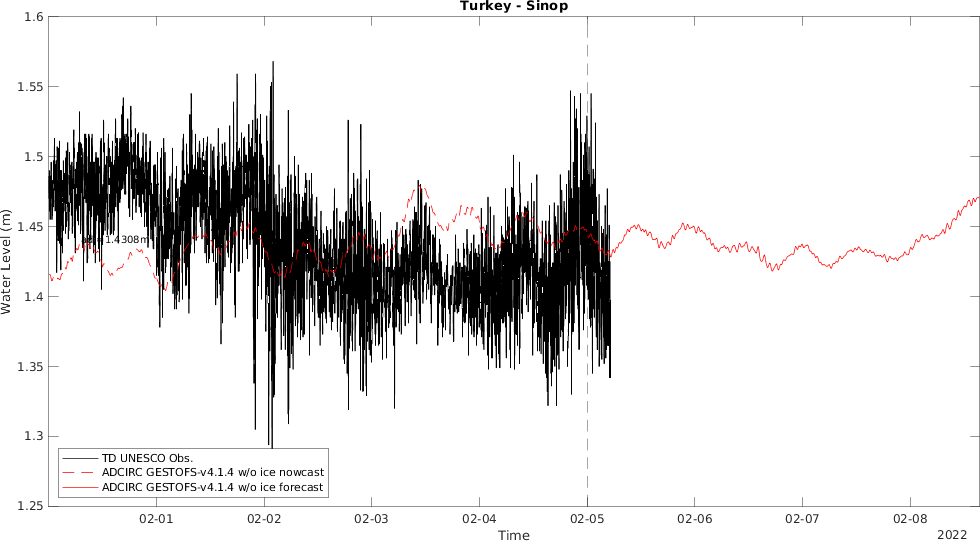 Turkey - Sinop
1.6
1.55
1.5
1.45
1.4
1.35
1.3
1.25
Water Level (m)
1.4308m
TD UNESCO Obs.
ADCIRC GESTOFS-v4.1.4 w/o ice nowcast
ADCIRC GESTOFS-v4.1.4 w/o ice forecast
02-01
02-02
02-03
02-04
02-05
02-06
02-07
02-08
Time
2022